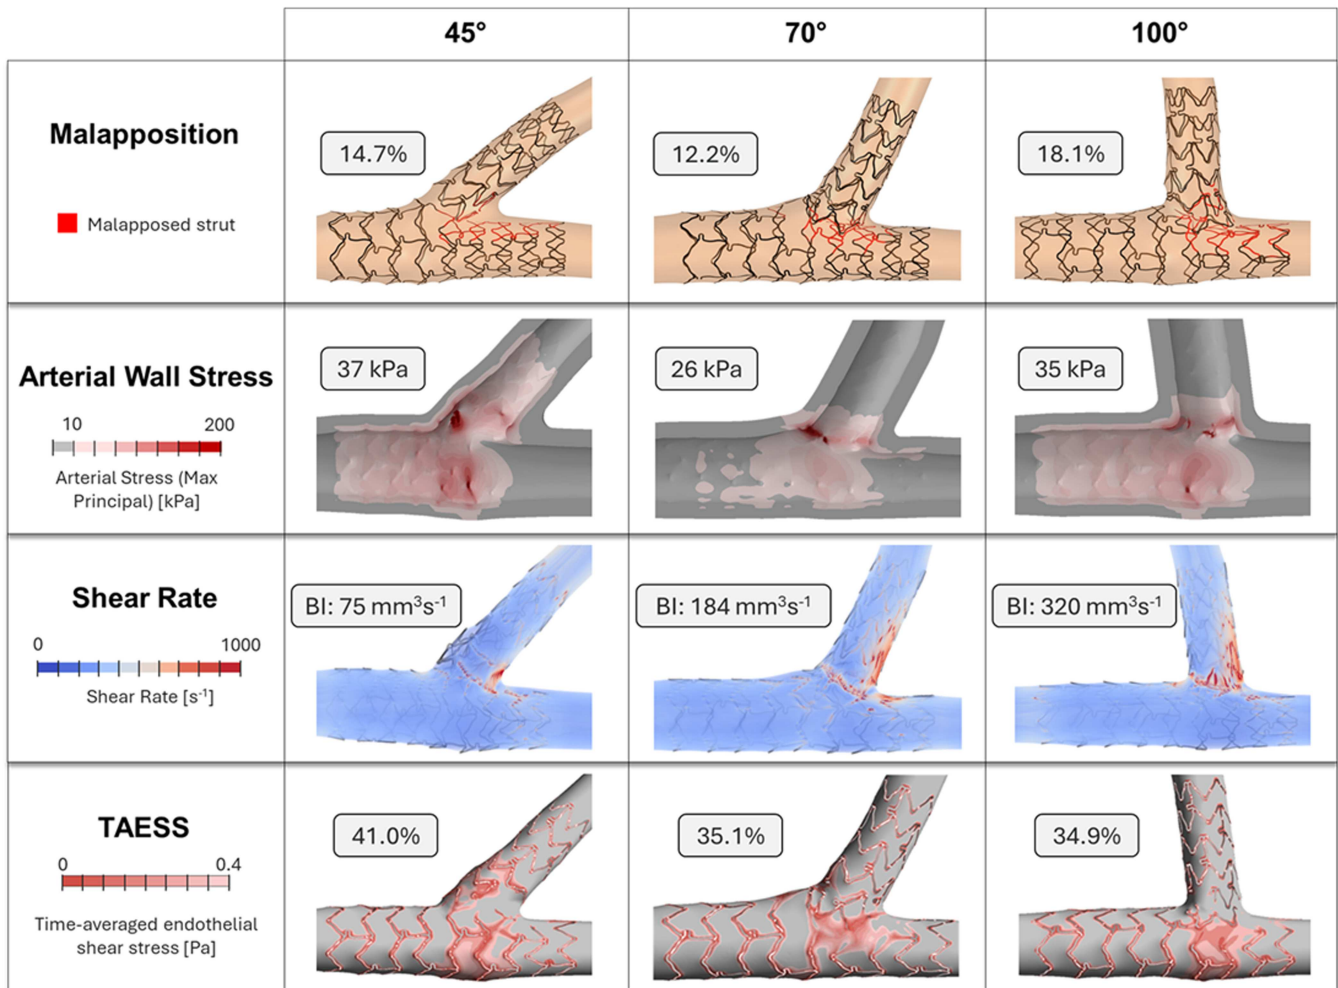 45° 70° 100°
Malapposition
Malapposed strut
14.7%
12.2%
18.1%
Arterial Wall Stress
10 200
Arterial Stress (Max
Principal) [kPa]
37 kPa
26 kPa
35 kPa
Shear Rate
0 1000
Shear Rate [s⁻¹]
BI: 75 mm³s⁻¹
BI: 184 mm³s⁻¹
BI: 320 mm³s⁻¹
TAESS
0 0.4
Time-averaged endothelial
shear stress [Pa]
41.0%
35.1%
34.9%